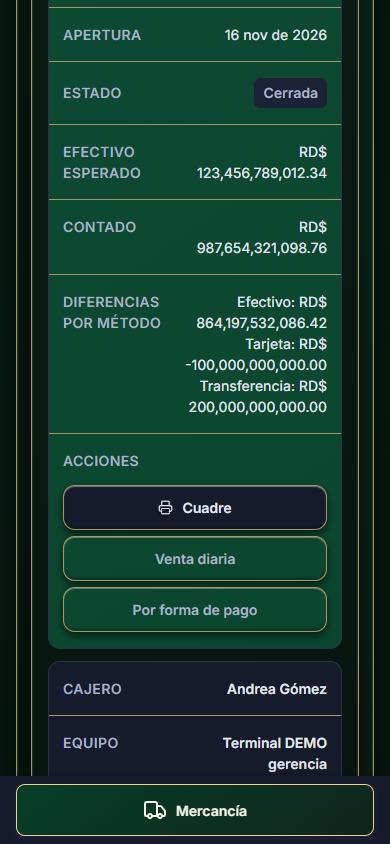 APERTURA 16 nov de 2026
ESTADO Cerrada
EFECTIVO ESPERADO RD$
123,456,789,012.34
CONTADO RD$
987,654,321,098.76
DIFERENCIAS POR MÉTODO Efectivo: RD$
864,197,532,086.42
Tarjeta: RD$
-100,000,000,000.00
Transferencia: RD$
200,000,000,000.00
ACCIONES
Cuadre
Venta diaria
Por forma de pago
CAJERO Andrea Gómez
EQUIPO Terminal DEMO
gerencia
Mercancía